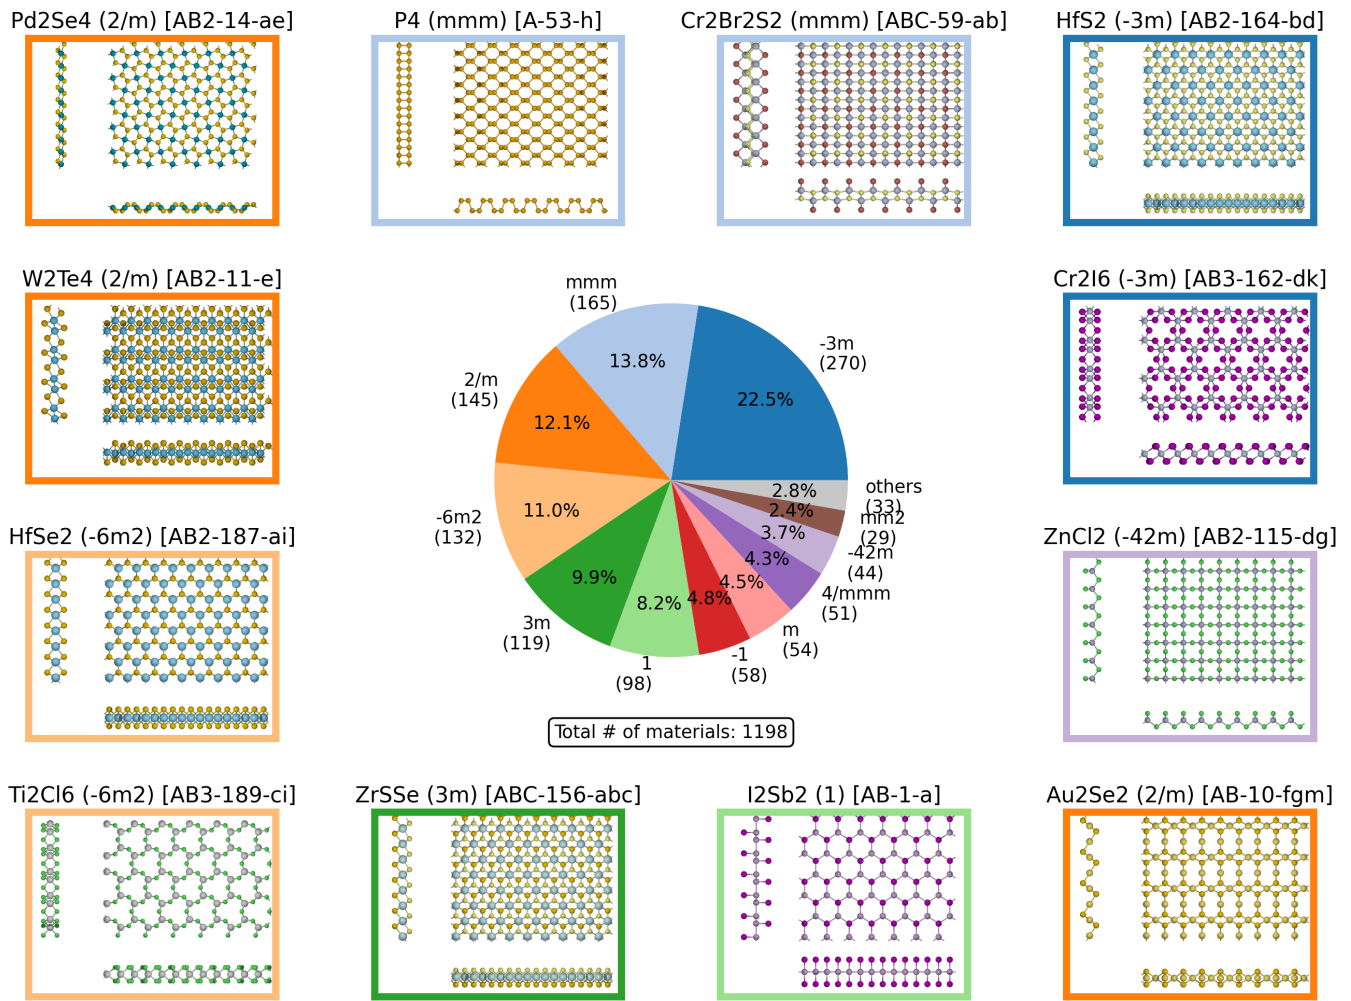 Pd2Se4 (2/m) [AB2-14-ae]
P4 (mmm) [A-53-h]
Cr2Br2S2 (mmm) [ABC-59-ab]
HfS2 (-3m) [AB2-164-bd]
W2Te4 (2/m) [AB2-11-e]
Cr2I6 (-3m) [AB3-162-dk]
HfSe2 (-6m2) [AB2-187-ai]
ZnCl2 (-42m) [AB2-115-dg]
mmm
(165)
13.8%
-3m
(270)
22.5%
2/m
(145)
12.1%
-6m2
(132)
11.0%
3m
(119)
9.9%
1
(98)
8.2%
-1
(58)
4.8%
m
(54)
4.5%
4/mmm
(51)
4.3%
-42m
(44)
3.7%
mm2
(29)
2.4%
others
(33)
2.8%
Total # of materials: 1198
Ti2Cl6 (-6m2) [AB3-189-ci]
ZrSSe (3m) [ABC-156-abc]
I2Sb2 (1) [AB-1-a]
Au2Se2 (2/m) [AB-10-fgm]